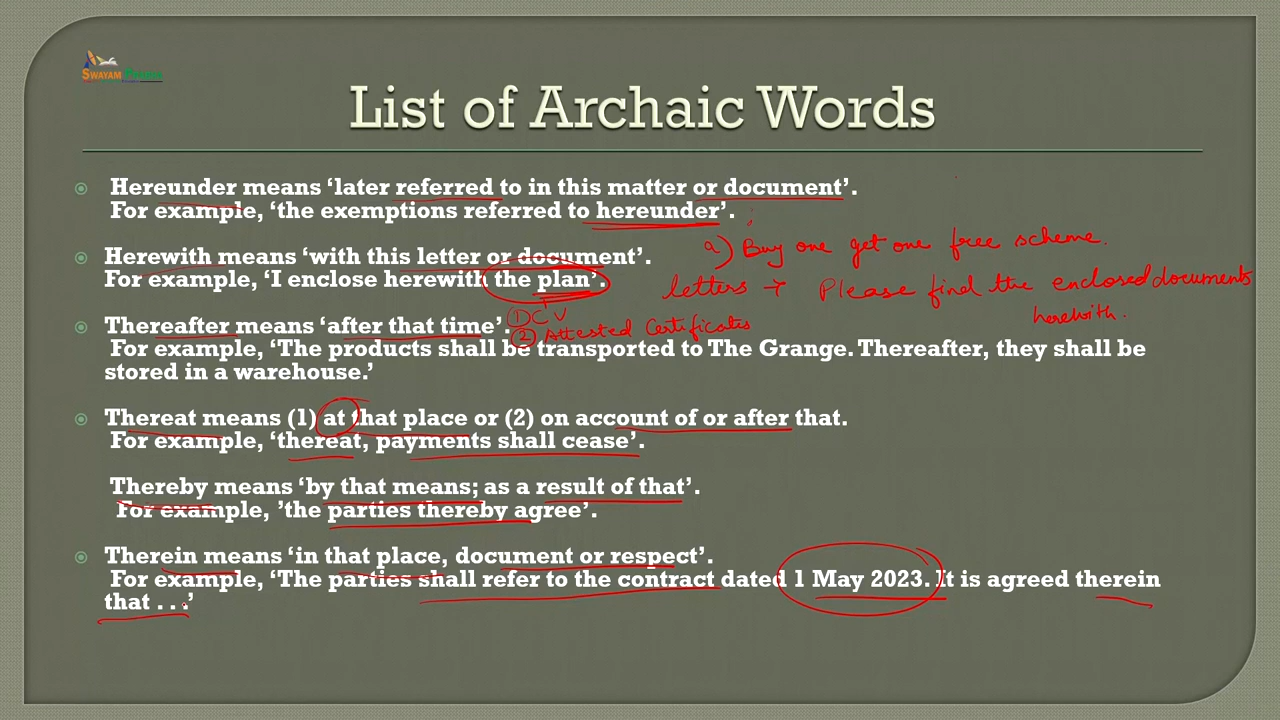 SWAYAM PRABHA
List of Archaic Words
Hereunder means ‘later referred to in this matter or document’.
For example, ‘the exemptions referred to hereunder’. :
a) Buy one get one free scheme.
Herewith means ‘with this letter or document’.
For example, ‘I enclose herewith the plan’.
letters → Please find the enclosed documents
herewith.
① CV
② Attested Certificates
Thereafter means ‘after that time’.
For example, ‘The products shall be transported to The Grange. Thereafter, they shall be
stored in a warehouse.’
Thereat means (1) at that place or (2) on account of or after that.
For example, ‘thereat, payments shall cease’.
Thereby means ‘by that means; as a result of that’.
For example, ’the parties thereby agree’.
Therein means ‘in that place, document or respect’.
For example, ‘The parties shall refer to the contract dated 1 May 2023. It is agreed therein
that . . .’